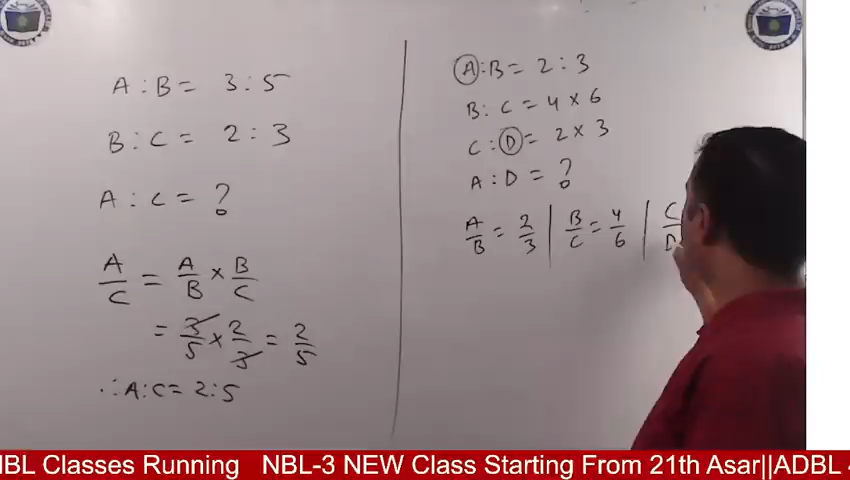 A : B = 3 : 5
B : C = 2 : 3
A : C = ?
A/C = A/B × B/C
= 3/5 × 2/3 = 2/5
∴ A:C = 2:5
A:B = 2 : 3
B : C = 4 × 6
C : D = 2 × 3
A : D = ?
A/B = 2/3 | B/C = 4/6 | C/D
NBL Classes Running NBL-3 NEW Class Starting From 21th Asar||ADBL